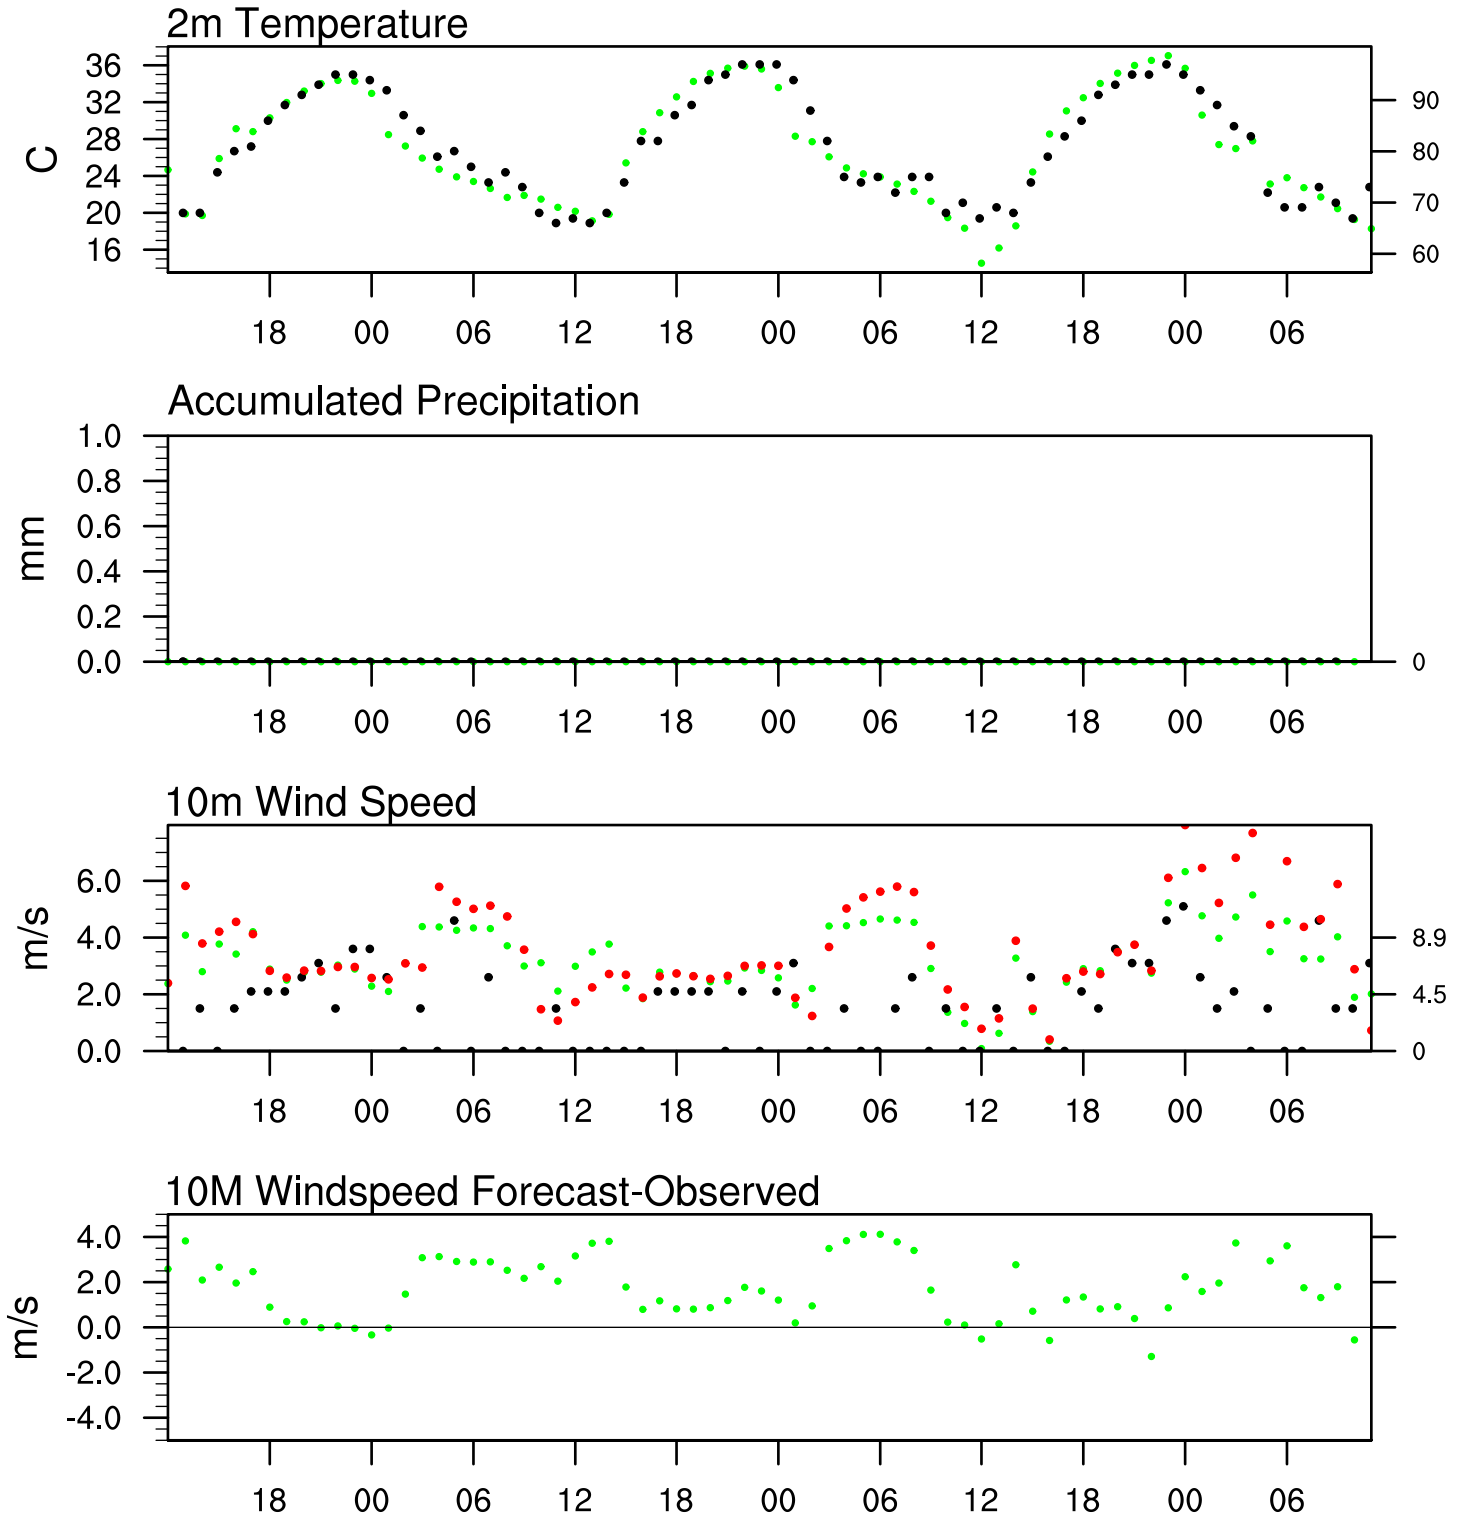 2m Temperature
36
32
28
24
20
16
C
90
80
70
60
18 00 06 12 18 00 06 12 18 00 06
Accumulated Precipitation
1.0
0.8
0.6
0.4
0.2
0.0
mm
0
18 00 06 12 18 00 06 12 18 00 06
10m Wind Speed
6.0
4.0
2.0
0.0
m/s
8.9
4.5
0
18 00 06 12 18 00 06 12 18 00 06
10M Windspeed Forecast-Observed
4.0
2.0
0.0
-2.0
-4.0
m/s
18 00 06 12 18 00 06 12 18 00 06